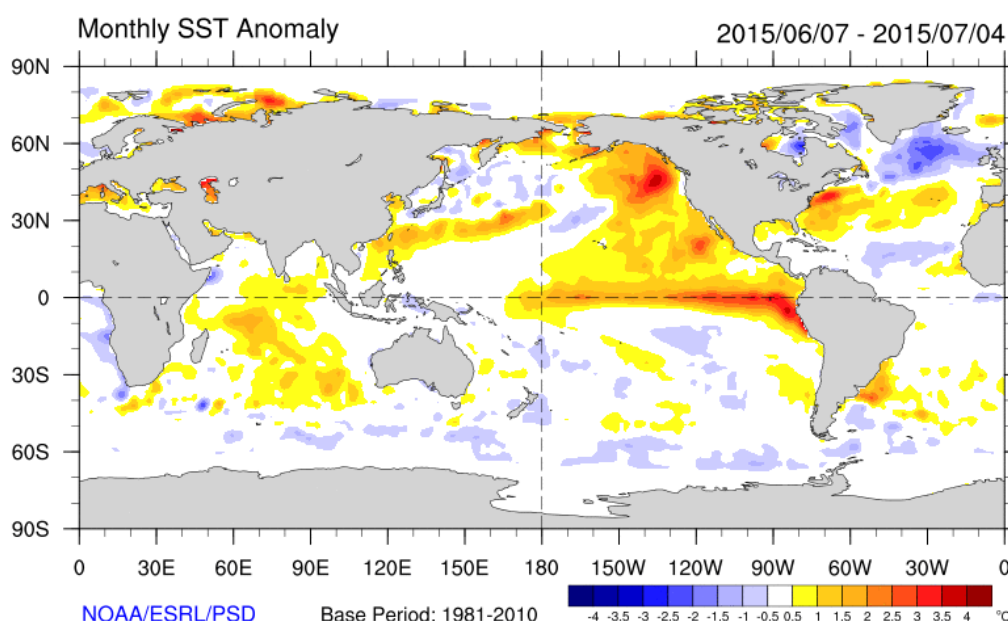 Monthly SST Anomaly 2015/06/07 - 2015/07/04
90N
60N
30N
0
30S
60S
90S
0 30E 60E 90E 120E 150E 180 150W 120W 90W 60W 30W 0
NOAA/ESRL/PSD Base Period: 1981-2010
-4 -3.5 -3 -2.5 -2 -1.5 -1 -0.5 0.5 1 1.5 2 2.5 3 3.5 4 °C